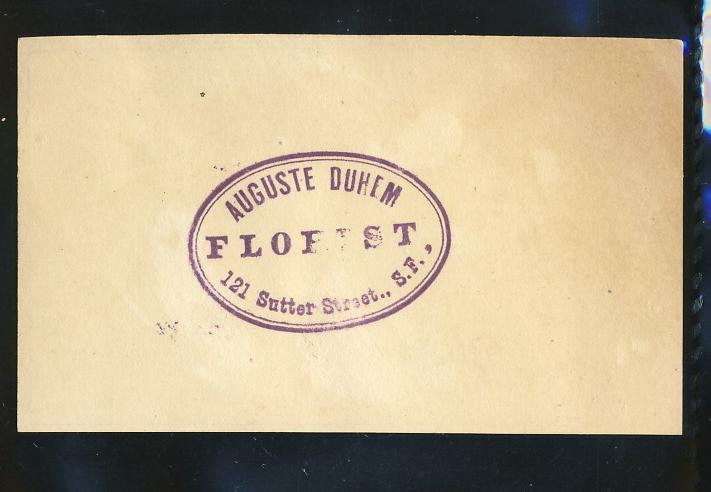 AUGUSTE DUHEM
FLORIST,
121 Sutter Street., S.F.